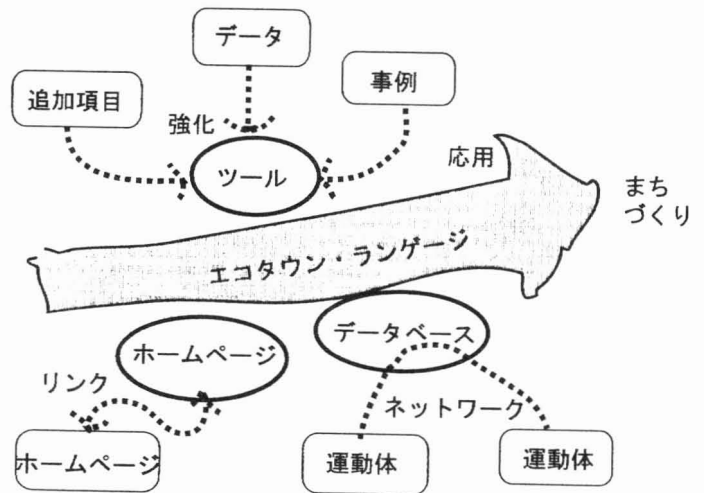 データ
事例
追加項目
強化
ツール
応用
まち
づくり
エコタウン・ランゲージ
データベース
ホームページ
リンク
ネットワーク
ホームページ
運動体
運動体